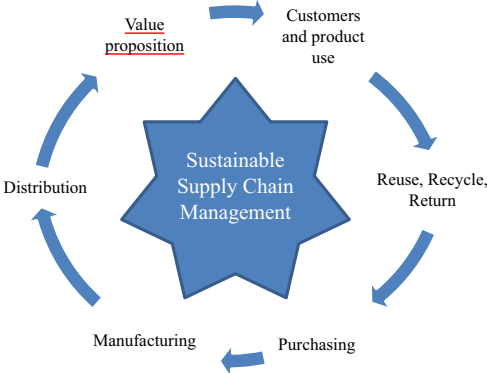 Value
proposition
Customers
and product
use
Reuse, Recycle,
Return
Purchasing
Manufacturing
Distribution
Sustainable
Supply Chain
Management